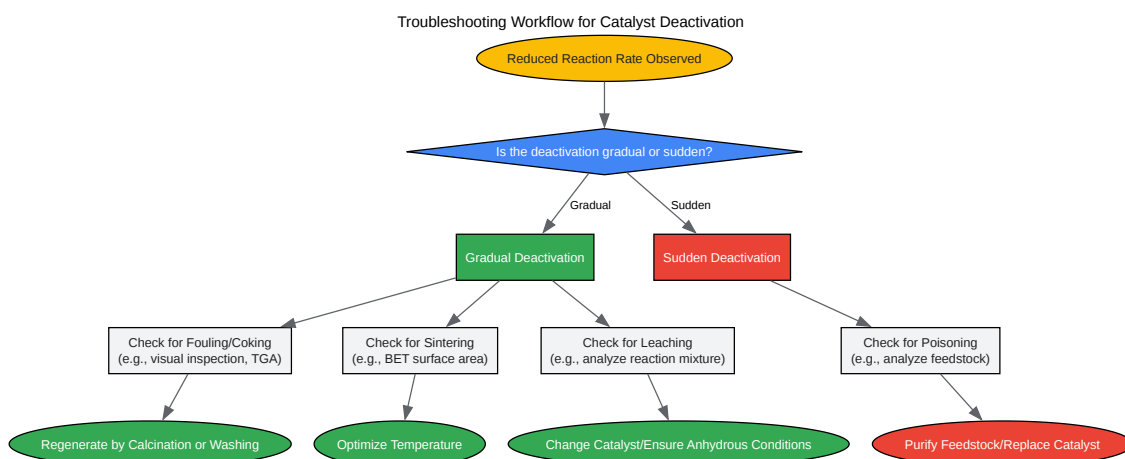 Troubleshooting Workflow for Catalyst Deactivation
Reduced Reaction Rate Observed
Is the deactivation gradual or sudden?
Gradual
Sudden
Gradual Deactivation
Sudden Deactivation
Check for Fouling/Coking
(e.g., visual inspection, TGA)
Check for Sintering
(e.g., BET surface area)
Check for Leaching
(e.g., analyze reaction mixture)
Check for Poisoning
(e.g., analyze feedstock)
Regenerate by Calcination or Washing
Optimize Temperature
Change Catalyst/Ensure Anhydrous Conditions
Purify Feedstock/Replace Catalyst